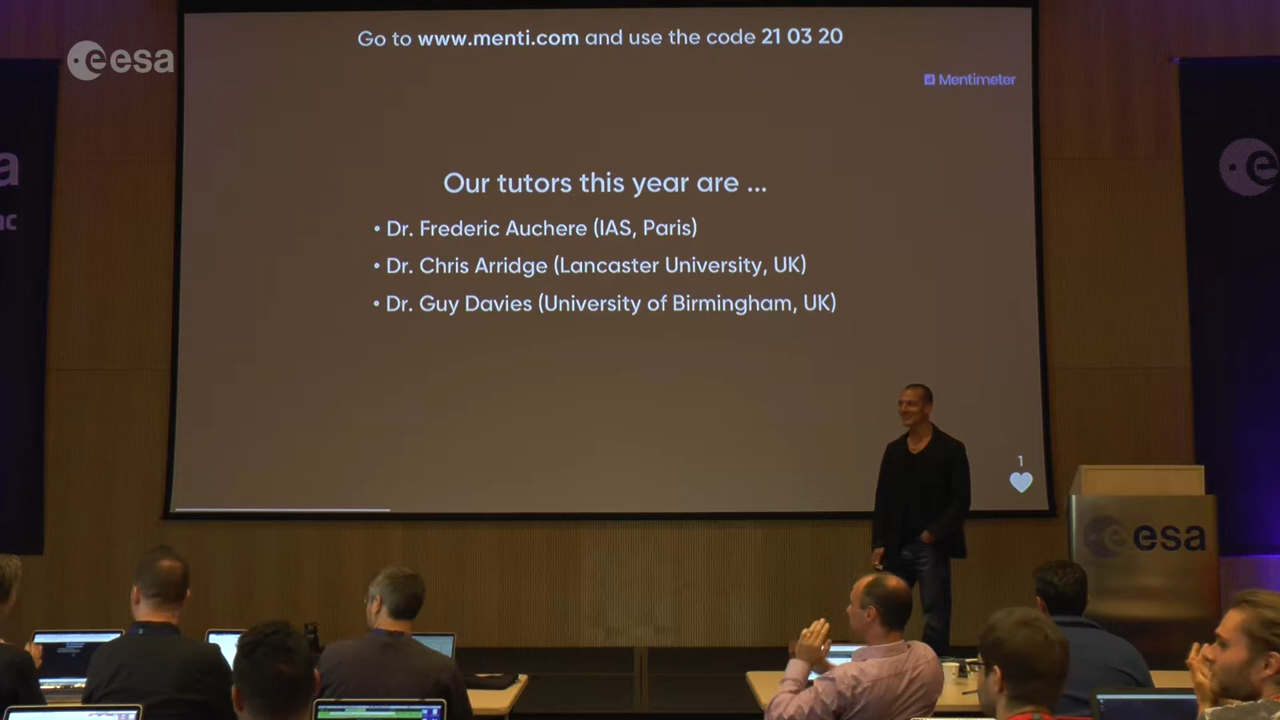 Go to www.menti.com and use the code 21 03 20
esa
Mentimeter
Our tutors this year are ...
• Dr. Frederic Auchere (IAS, Paris)
• Dr. Chris Arridge (Lancaster University, UK)
• Dr. Guy Davies (University of Birmingham, UK)
1
esa